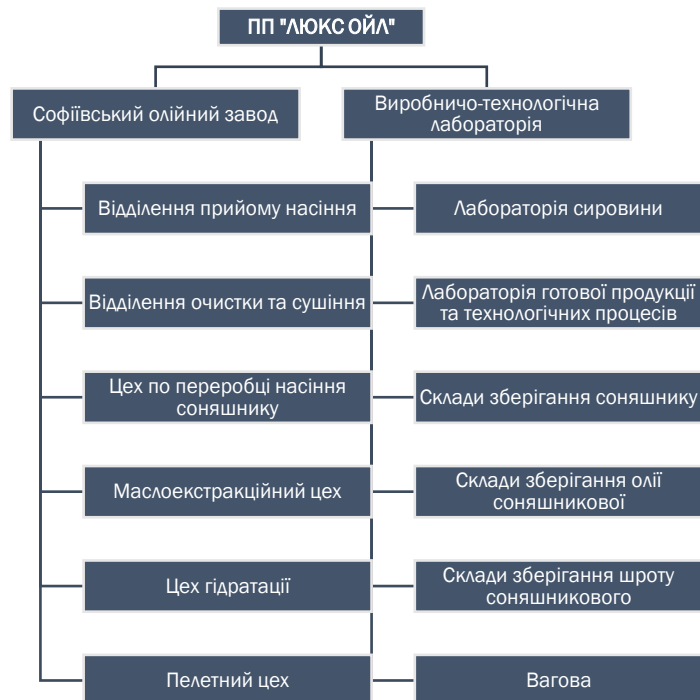 ПП "ЛЮКС ОЙЛ"
Софіївський олійний завод
Виробничо-технологічна
лабораторія
Відділення прийому насіння
Лабораторія сировини
Відділення очистки та сушіння
Лабораторія готової продукції
та технологічних процесів
Цех по переробці насіння
соняшнику
Склади зберігання соняшнику
Маслоекстракційний цех
Склади зберігання олії
соняшникової
Цех гідратації
Склади зберігання шроту
соняшникового
Пелетний цех
Вагова